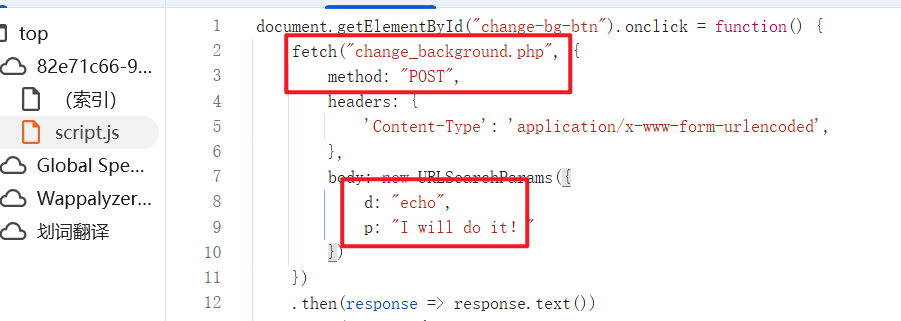 top
82e71c66-9...
（索引）
script.js
Global Spe...
Wappalyzer...
划词翻译
1 document.getElementById("change-bg-btn").onclick = function() {
2 fetch("change_background.php", {
3 method: "POST",
4 headers: {
5 'Content-Type': 'application/x-www-form-urlencoded',
6 },
7 body: new URLSearchParams({
8 d: "echo",
9 p: "I will do it! "
10 })
11 })
12 .then(response => response.text())